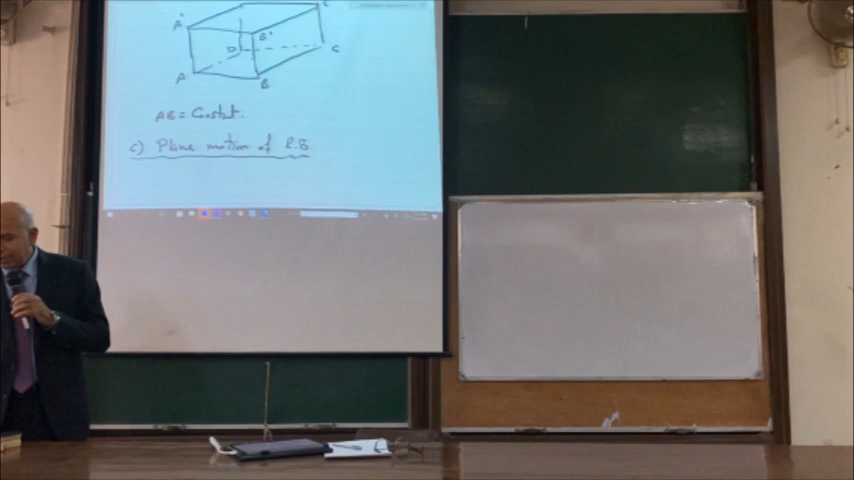 A'
B'
D
C
A
B
AB = Constant.
c) Plane motion of R.B